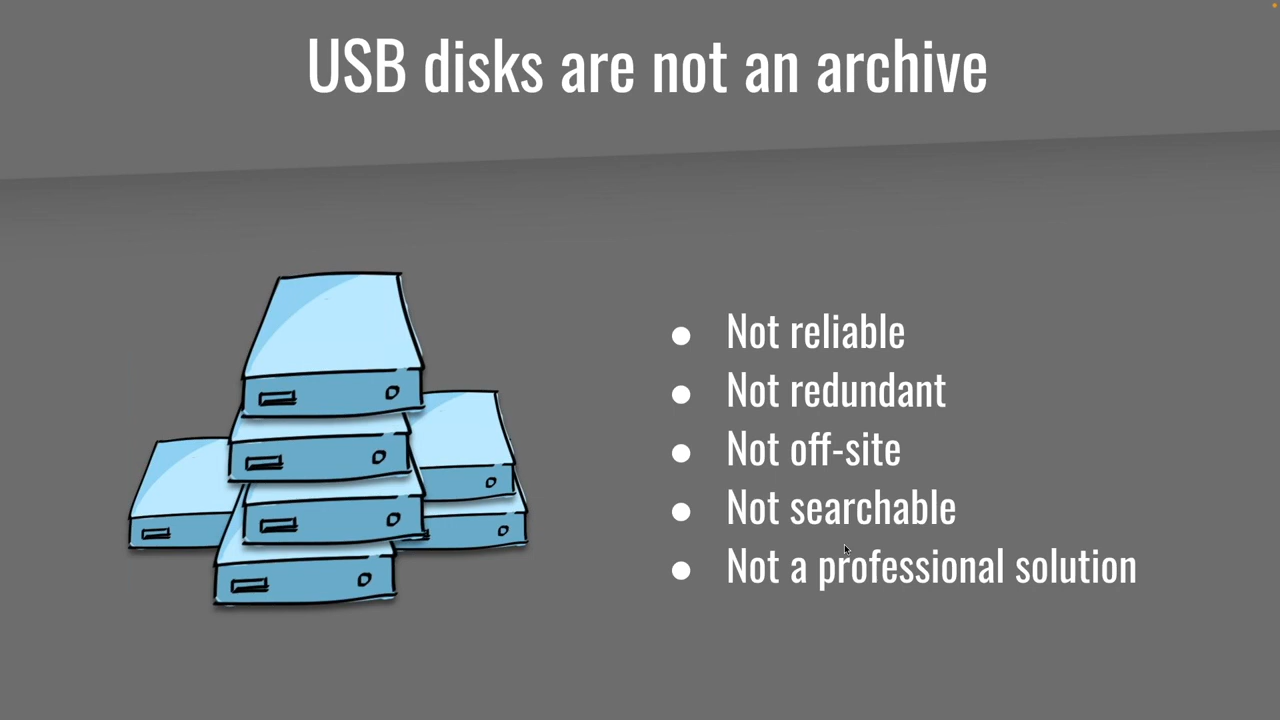 USB disks are not an archive
● Not reliable
● Not redundant
● Not off-site
● Not searchable
● Not a professional solution